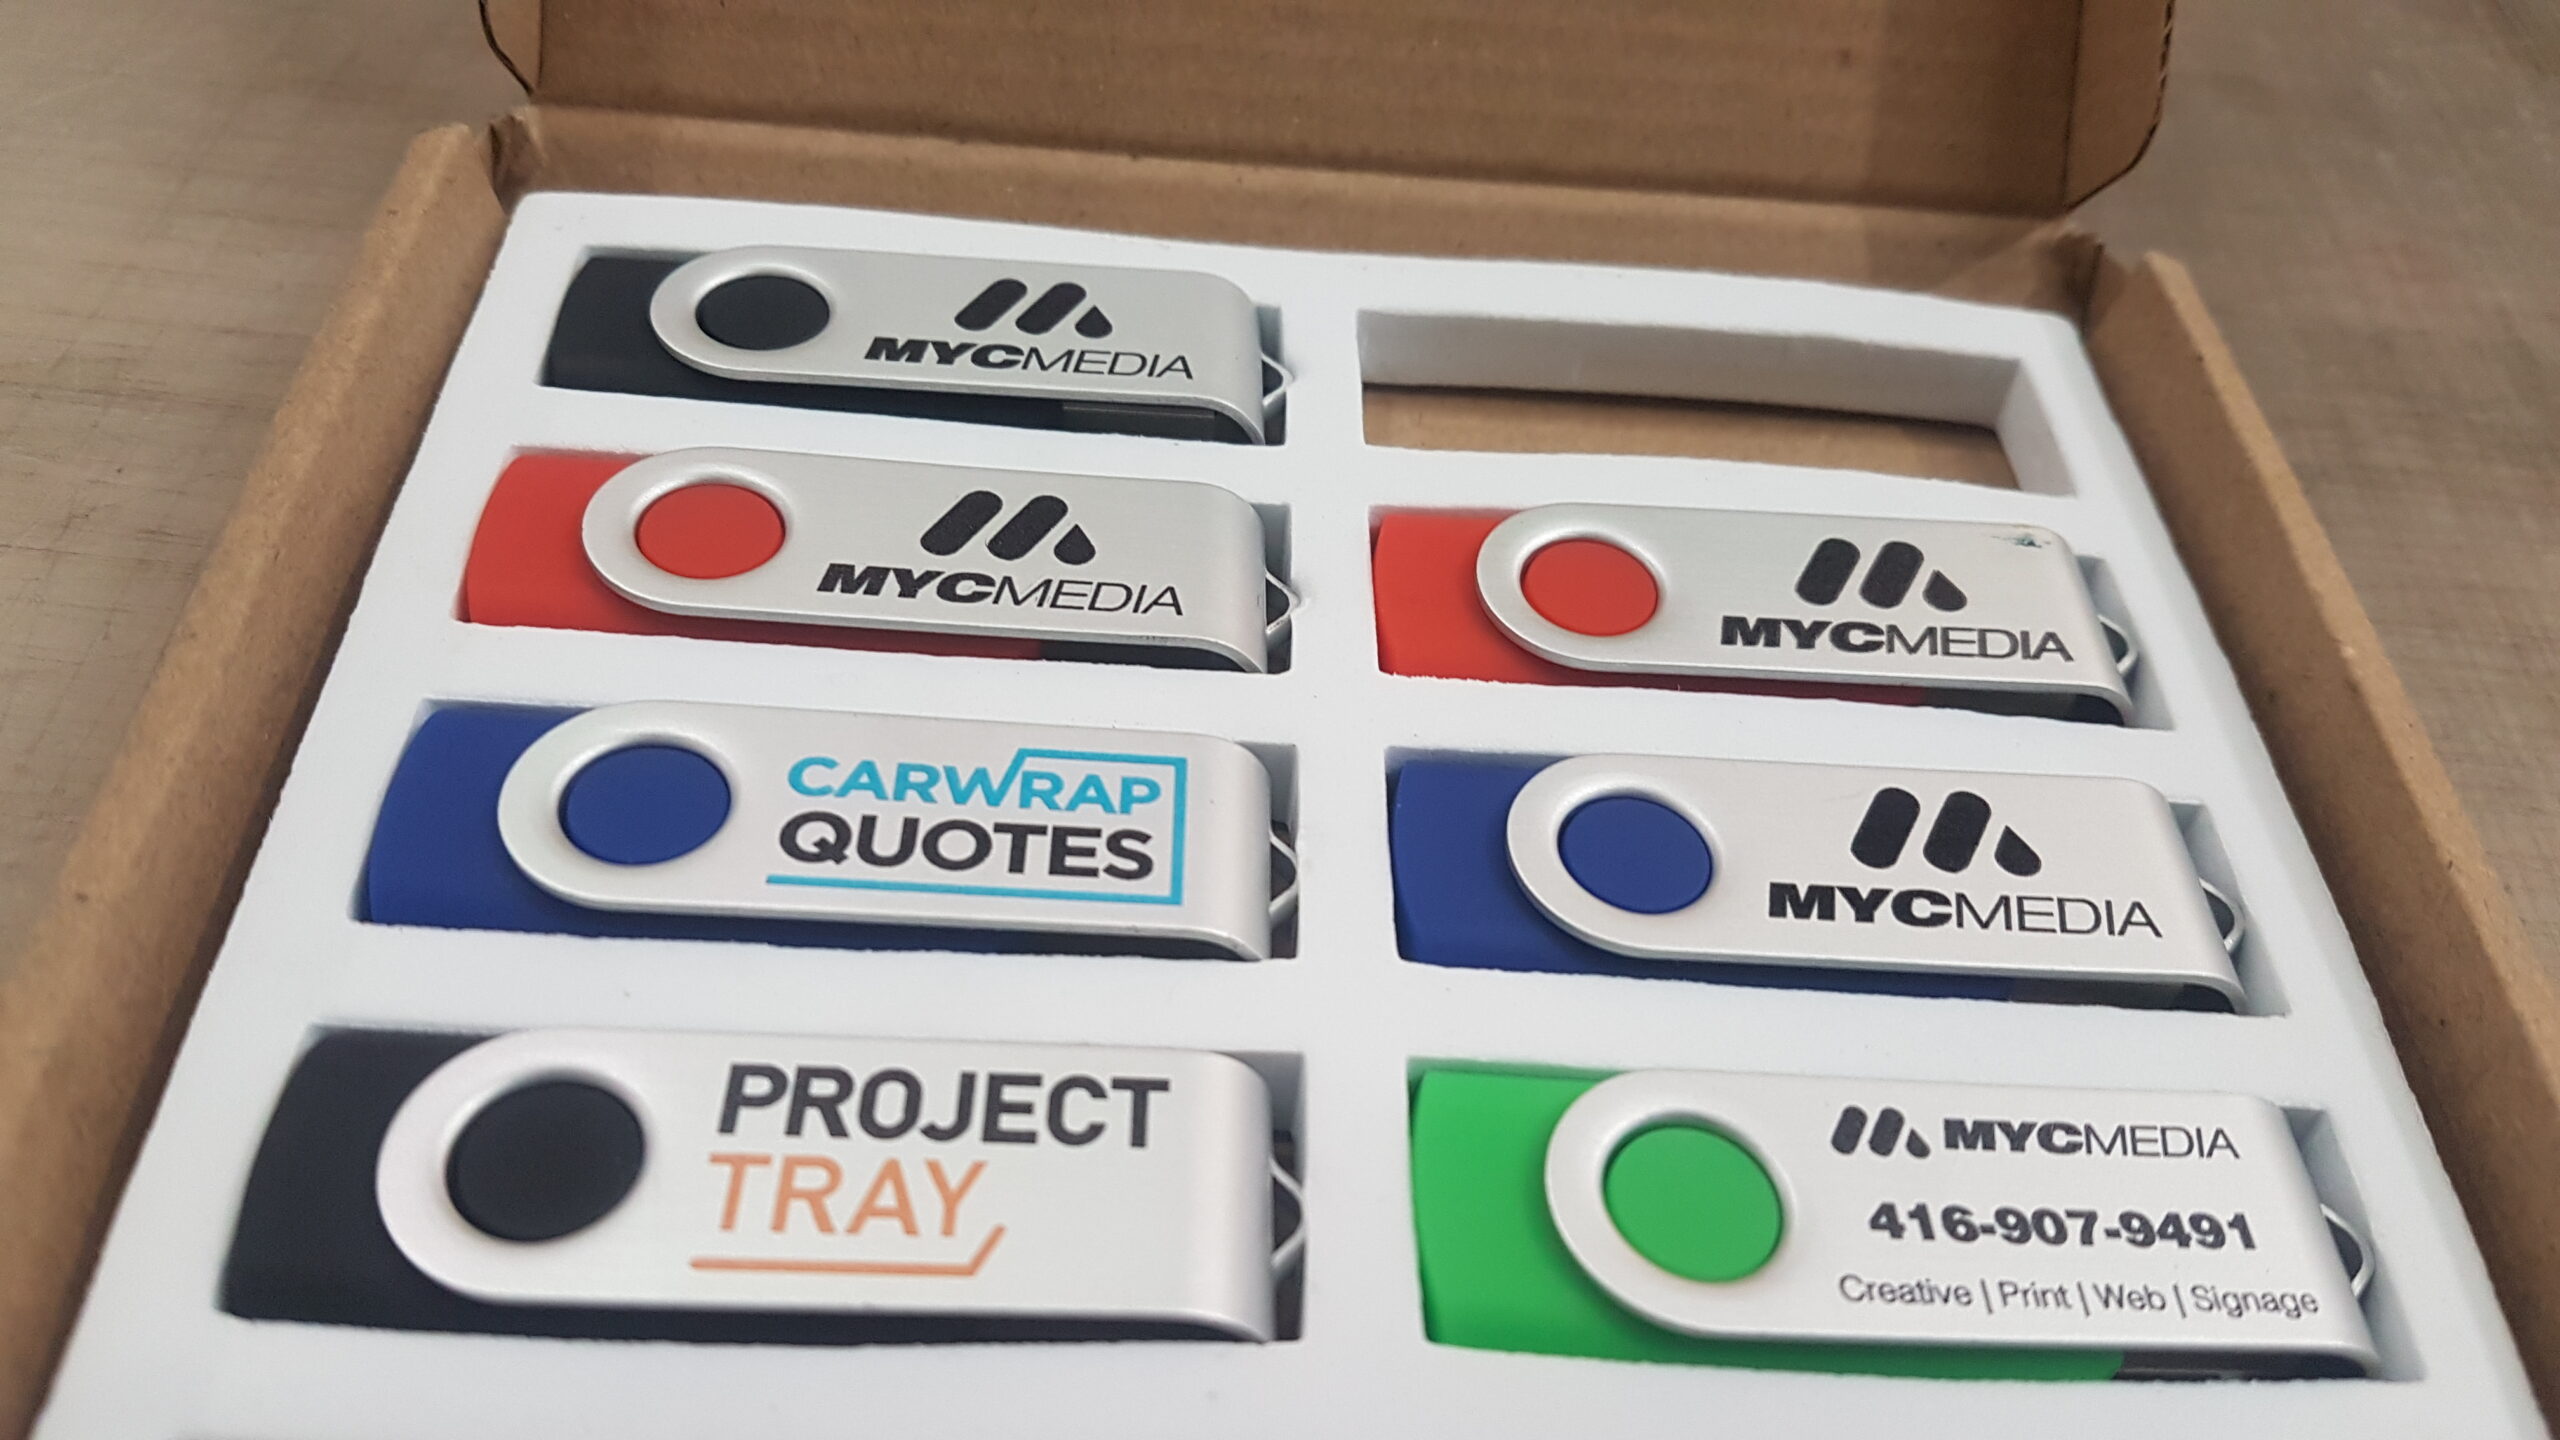 MYCMEDIA
MYCMEDIA
MYCMEDIA
CARWRAP
QUOTES
MYCMEDIA
PROJECT
TRAY
MYCMEDIA
416-907-9491
Creative | Print | Web | Signage